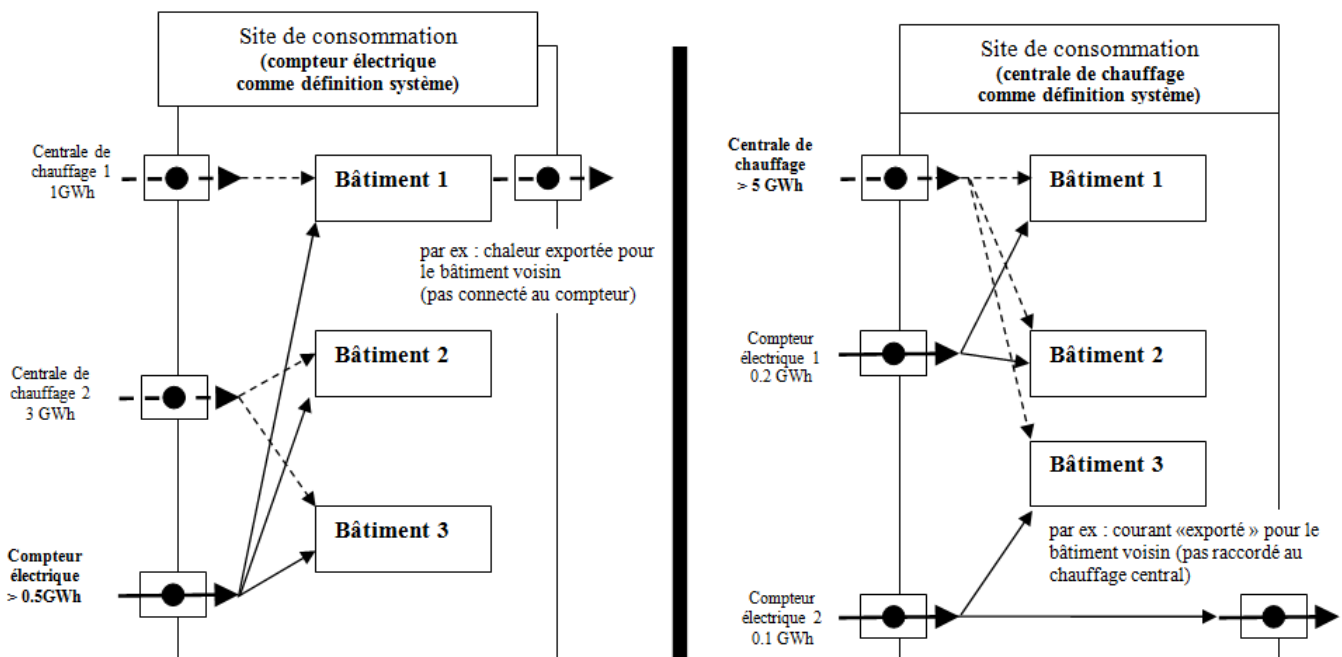 Site de consommation
(compteur électrique
comme définition système)
Centrale de
chauffage 1
1GWh
Bâtiment 1
par ex : chaleur exportée pour
le bâtiment voisin
(pas connecté au compteur)
Centrale de
chauffage 2
3 GWh
Bâtiment 2
Bâtiment 3
Compteur
électrique
> 0.5GWh
Site de consommation
(centrale de chauffage
comme définition système)
Centrale de
chauffage
> 5 GWh
Bâtiment 1
Compteur
électrique 1
0.2 GWh
Bâtiment 2
Bâtiment 3
par ex : courant «exporté » pour le
bâtiment voisin (pas raccordé au
chauffage central)
Compteur
électrique 2
0.1 GWh